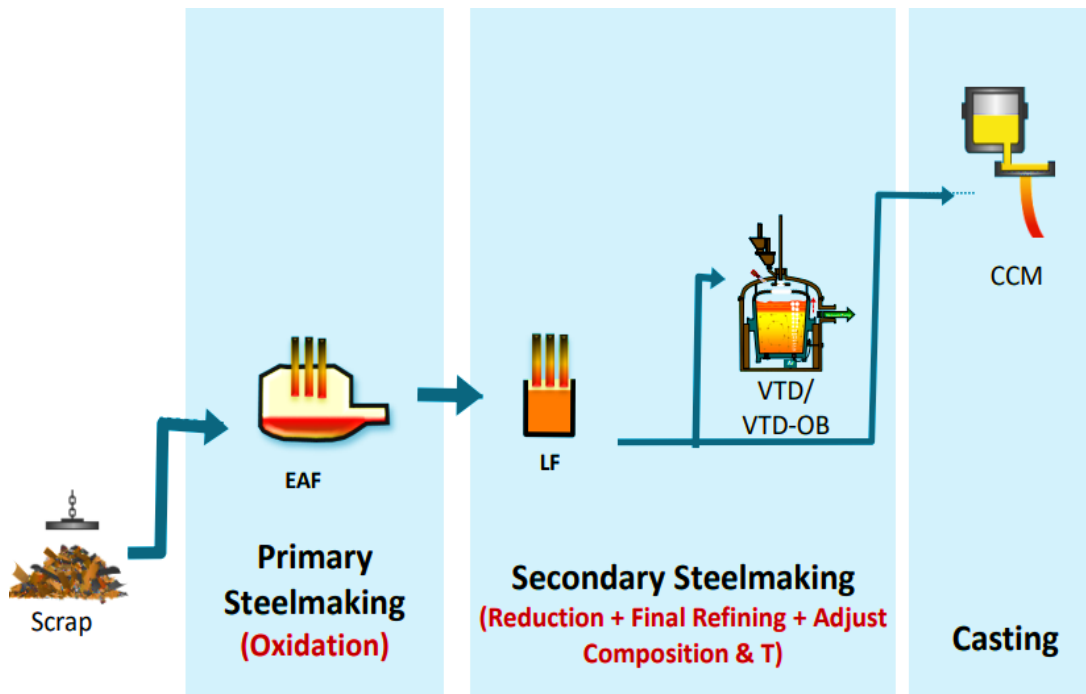 Scrap
EAF
Primary
Steelmaking
(Oxidation)
LF
VTD/
VTD-OB
Secondary Steelmaking
(Reduction + Final Refining + Adjust
Composition & T)
CCM
Casting